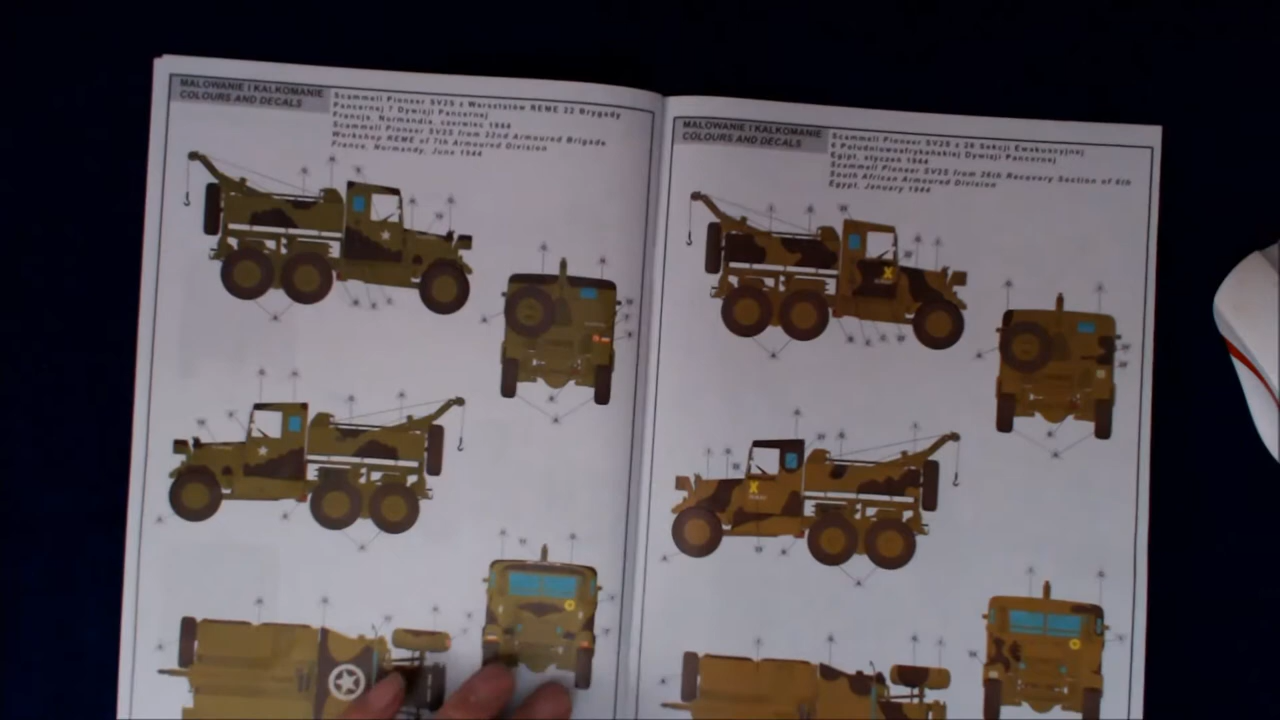 MALOWANIE I KALKOMANIE
COLOURS AND DECALS
Scammell Pioneer SV2S z Warsztatów REME 22 Brygady
Pancernej 7 Dywizji Pancernej
Francja, Normandia, czerwiec 1944
Scammell Pioneer SV2S from 22nd Armoured Brigade
Workshop REME of 7th Armoured Division
France, Normandy, June 1944
MALOWANIE I KALKOMANIE
COLOURS AND DECALS
Scammell Pioneer SV2S z 26 Sekcji Ewakuacyjnej
6 Południowoafrykańskiej Dywizji Pancernej
Egipt, styczeń 1944
Scammell Pioneer SV2S from 26th Recovery Section of 6th
South African Armoured Division
Egypt, January 1944